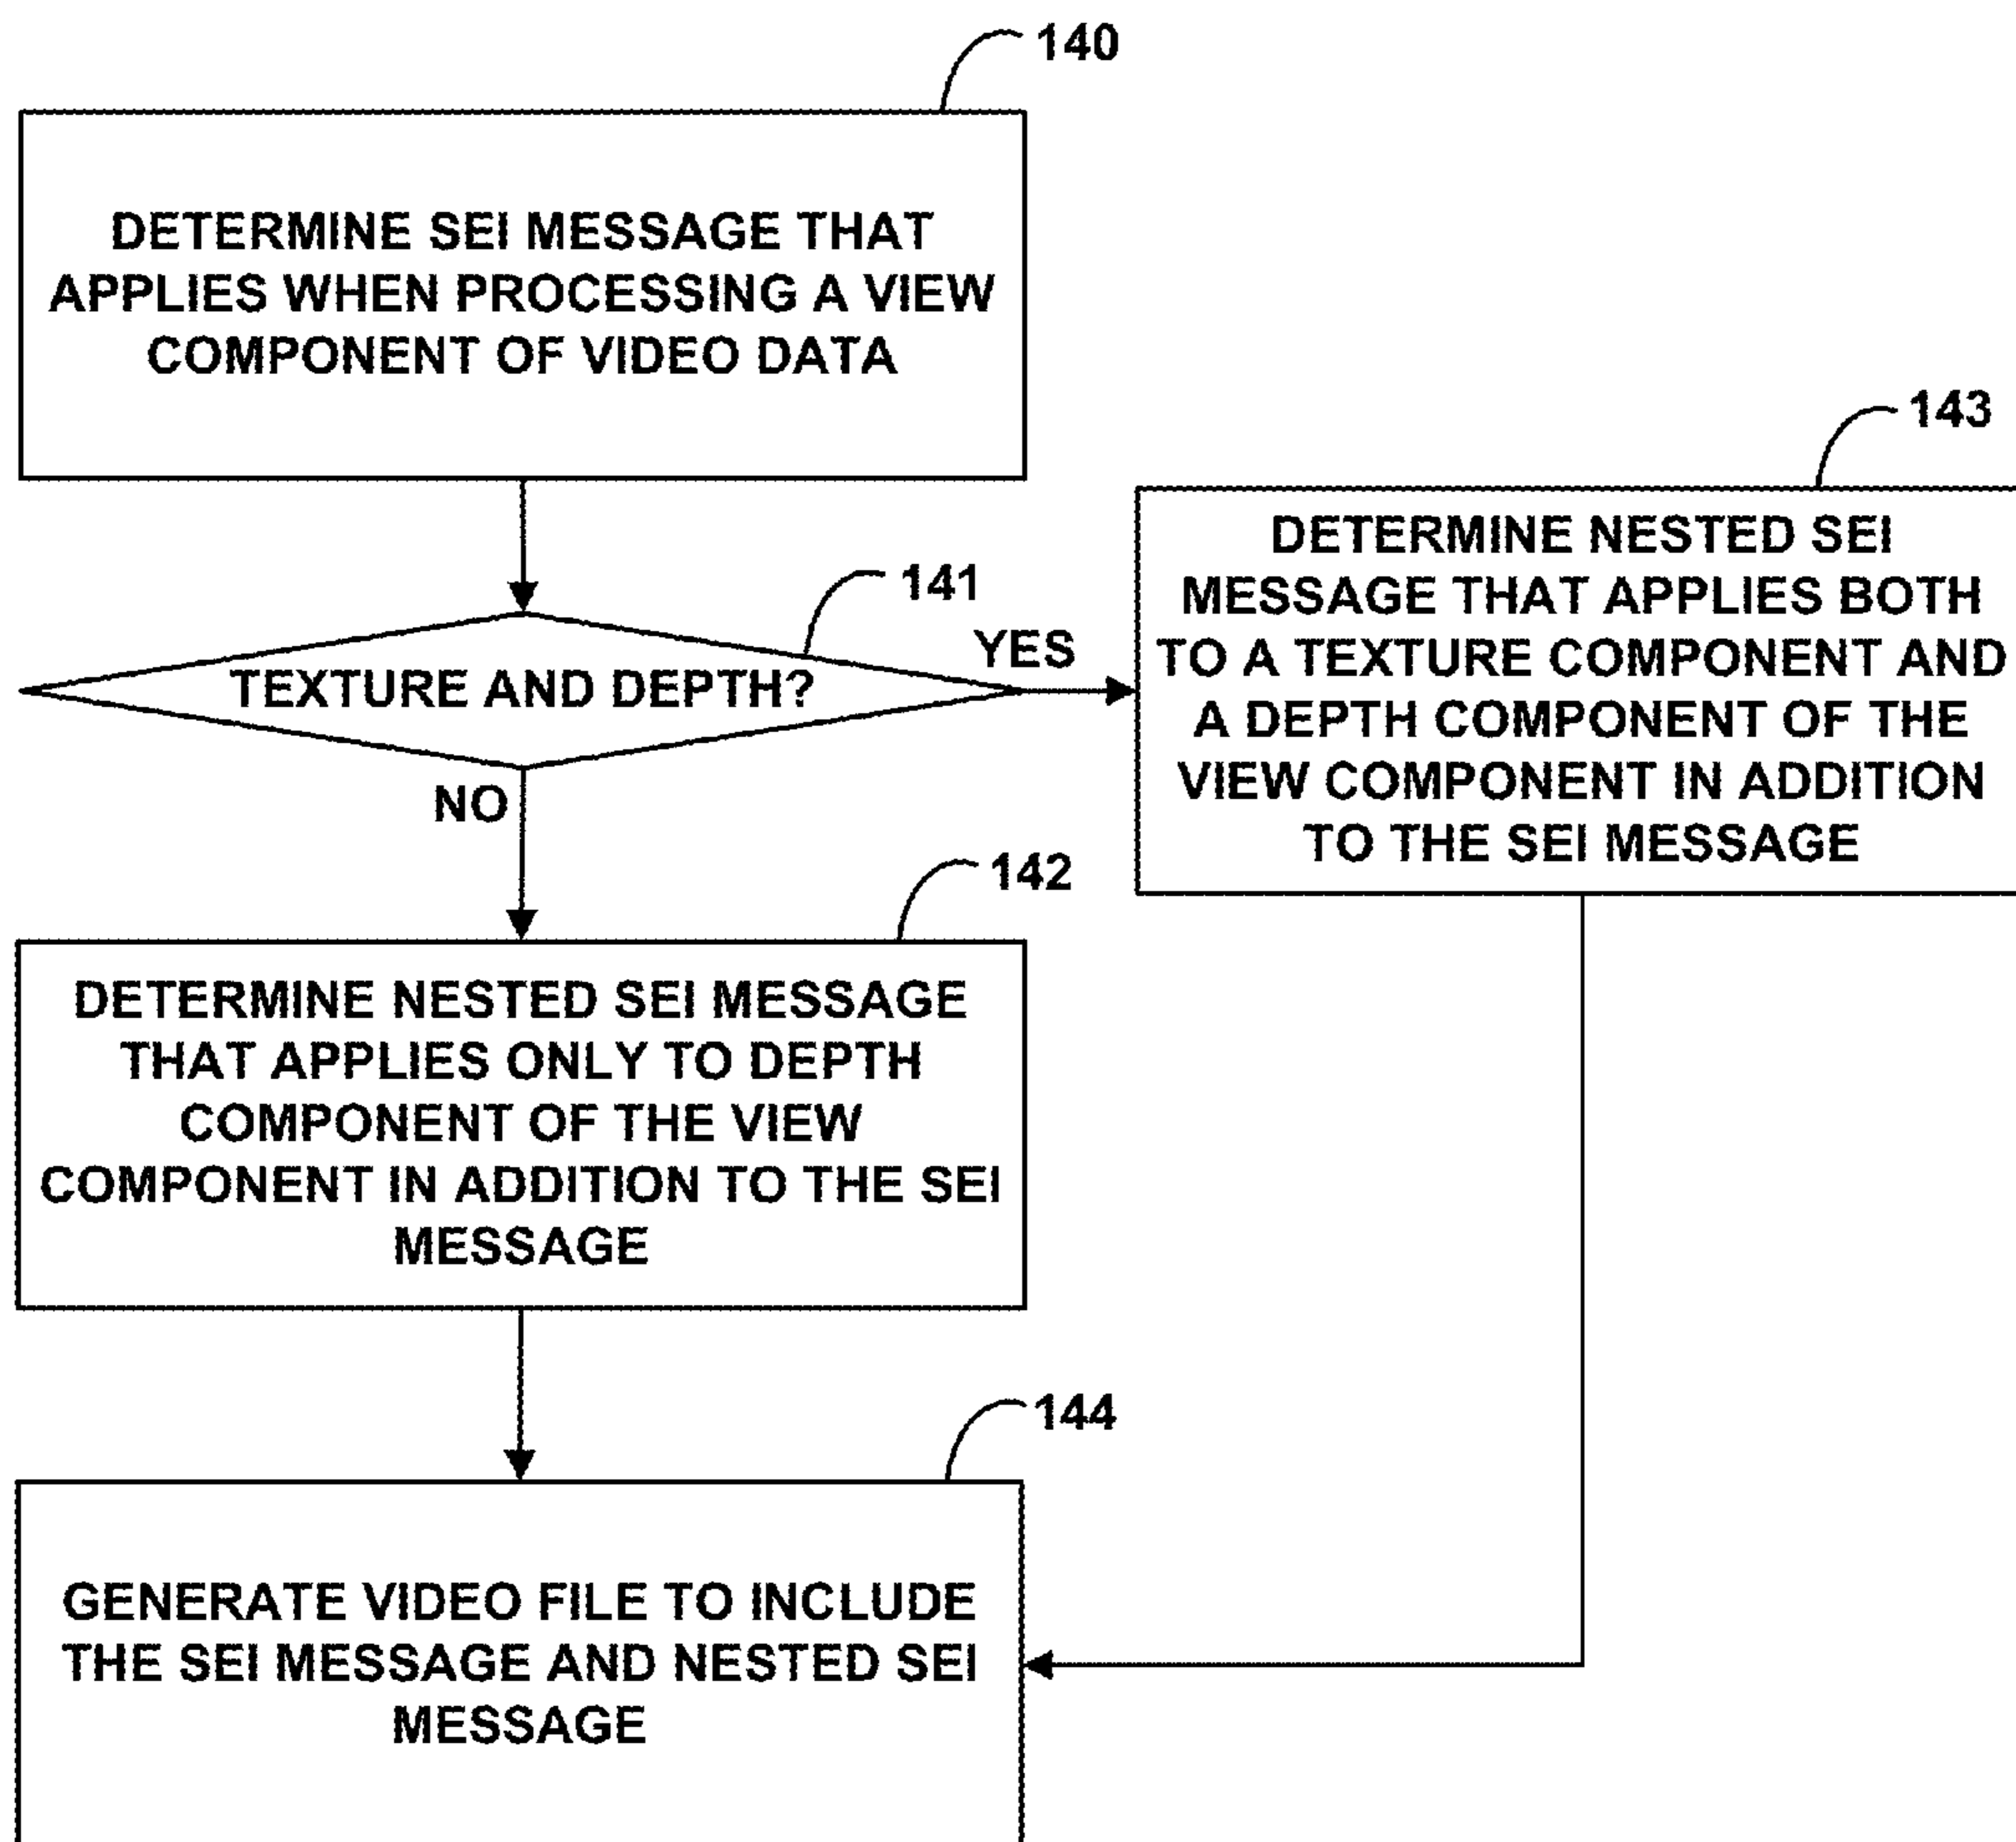 140
DETERMINE SEI MESSAGE THAT
APPLIES WHEN PROCESSING A VIEW
COMPONENT OF VIDEO DATA
141
TEXTURE AND DEPTH?
YES
NO
143
DETERMINE NESTED SEI
MESSAGE THAT APPLIES BOTH
TO A TEXTURE COMPONENT AND
A DEPTH COMPONENT OF THE
VIEW COMPONENT IN ADDITION
TO THE SEI MESSAGE
142
DETERMINE NESTED SEI MESSAGE
THAT APPLIES ONLY TO DEPTH
COMPONENT OF THE VIEW
COMPONENT IN ADDITION TO THE SEI
MESSAGE
144
GENERATE VIDEO FILE TO INCLUDE
THE SEI MESSAGE AND NESTED SEI
MESSAGE